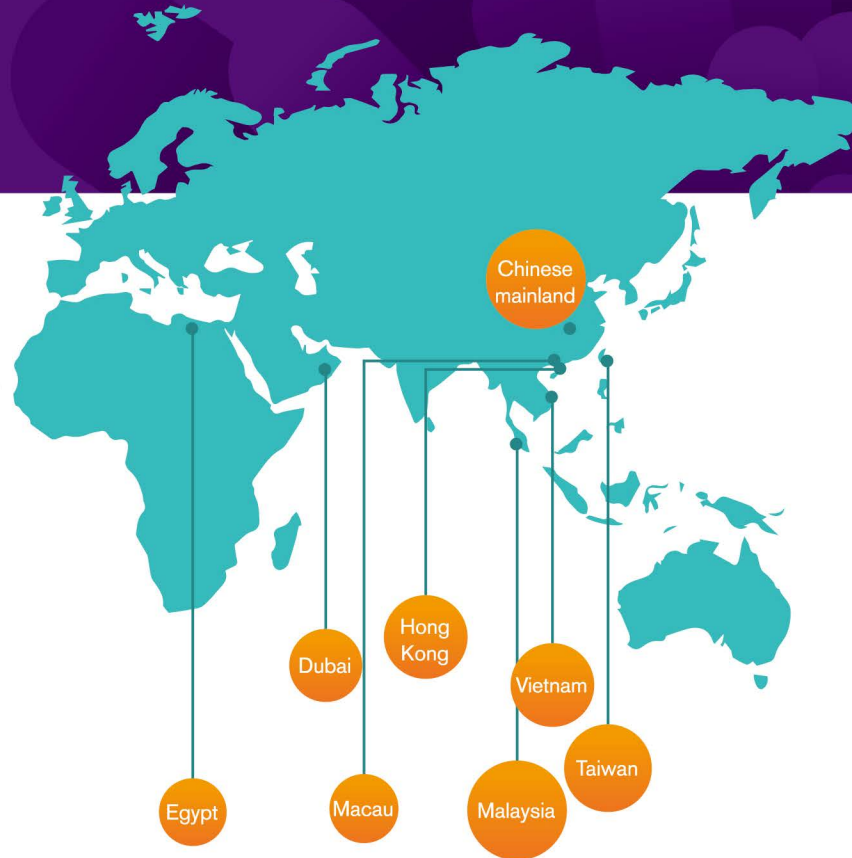 Chinese
mainland
Hong
Kong
Dubai
Vietnam
Taiwan
Egypt
Macau
Malaysia